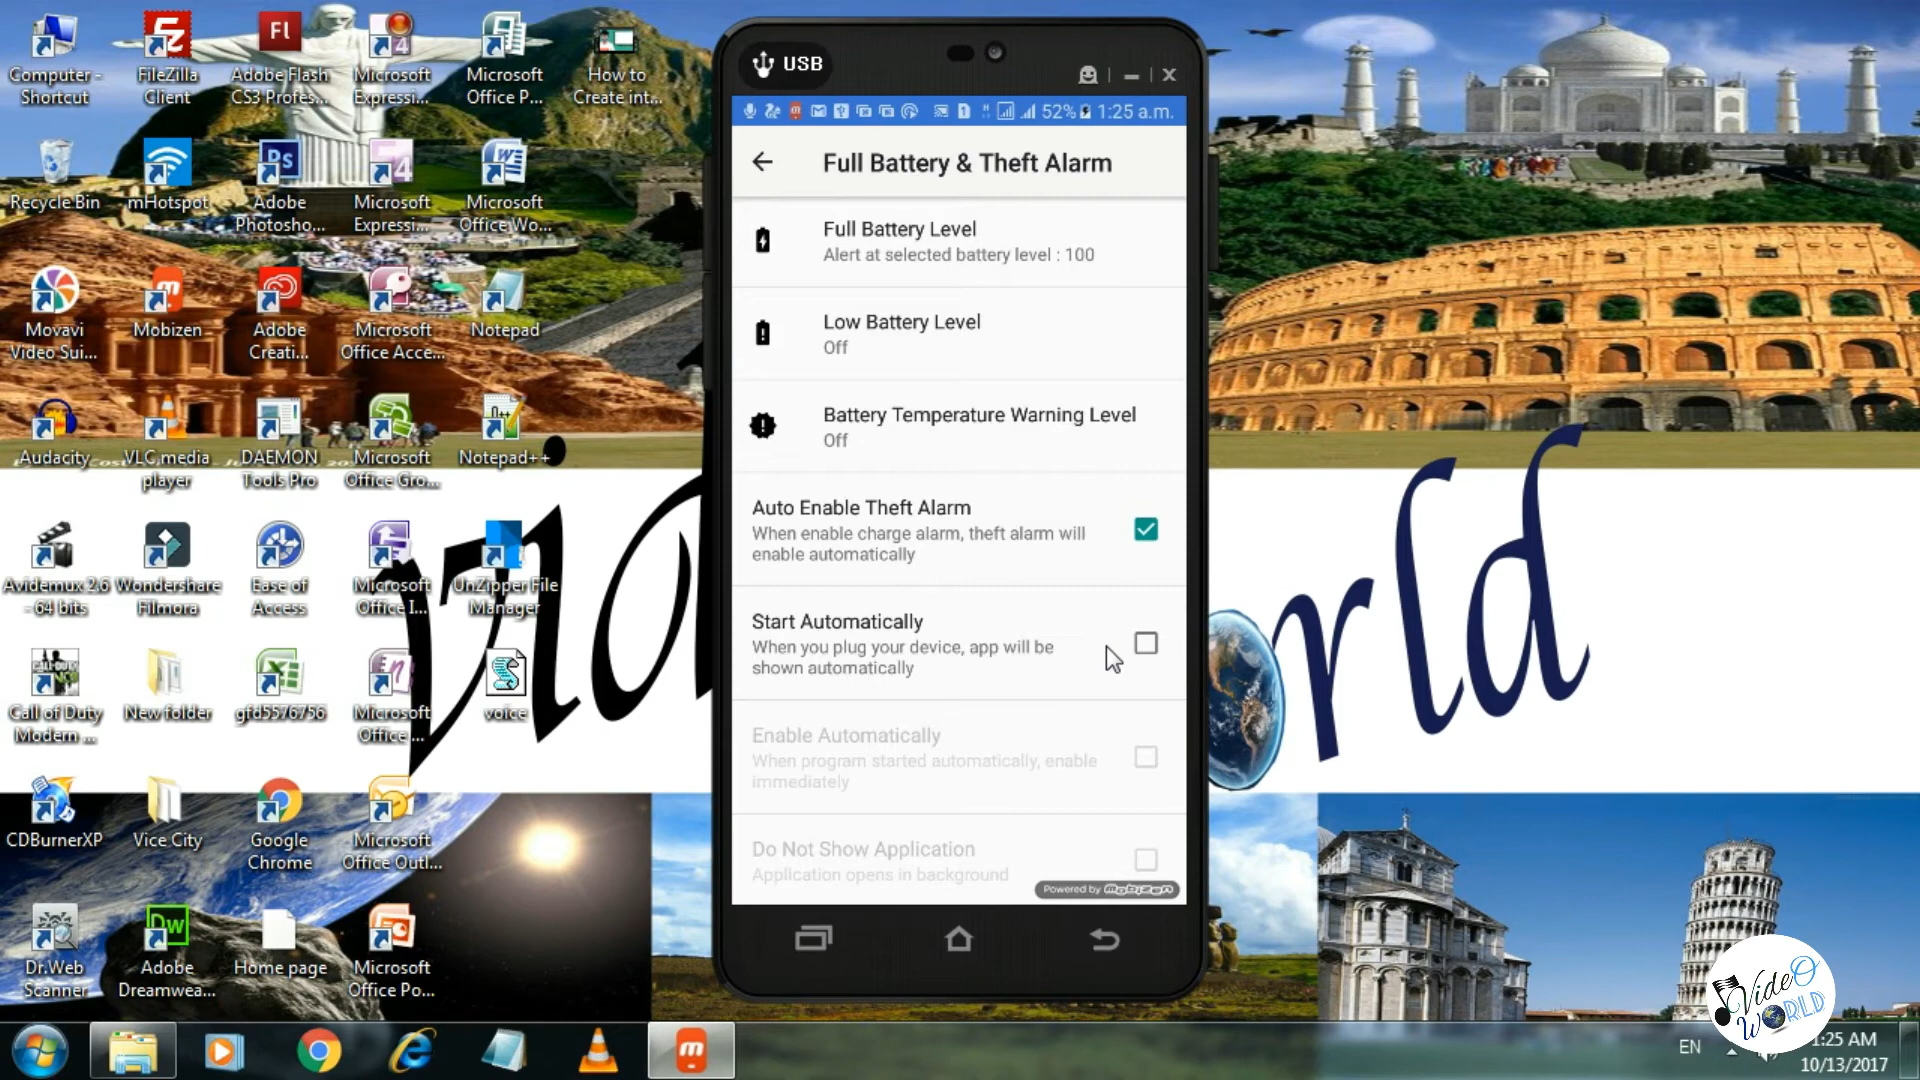 Computer -
Shortcut
FileZilla
Client
Adobe Flash
CS3 Profes...
Microsoft
Expressi...
Microsoft
Office P...
How to
Create int...
Recycle Bin
mHotspot
Adobe
Photosho...
Microsoft
Expressi...
Microsoft
Office Wo...
Movavi
Video Sui...
Mobizen
Adobe
Creati...
Microsoft
Office Acce...
Notepad
Audacity
VLC media
player
DAEMON
Tools Pro
Microsoft
Office Gro...
Notepad++
Avidemux 2.6
- 64 bits
Wondershare
Filmora
Ease of
Access
Microsoft
Office I...
UnZipper File
Manager
Call of Duty
Modern ...
New folder
gfd5576756
Microsoft
Office ...
voice
CDBurnerXP
Vice City
Google
Chrome
Microsoft
Office Outl...
Dr.Web
Scanner
Adobe
Dreamwea...
Home page
Microsoft
Office Po...
USB
52% 1:25 a.m.
Full Battery & Theft Alarm
Full Battery Level
Alert at selected battery level : 100
Low Battery Level
Off
Battery Temperature Warning Level
Off
Auto Enable Theft Alarm
When enable charge alarm, theft alarm will
enable automatically
Start Automatically
When you plug your device, app will be
shown automatically
Enable Automatically
When program started automatically, enable
immediately
Do Not Show Application
Application opens in background
Powered by mobizen
rld
VideO
WORLD
EN
1:25 AM
10/13/2017